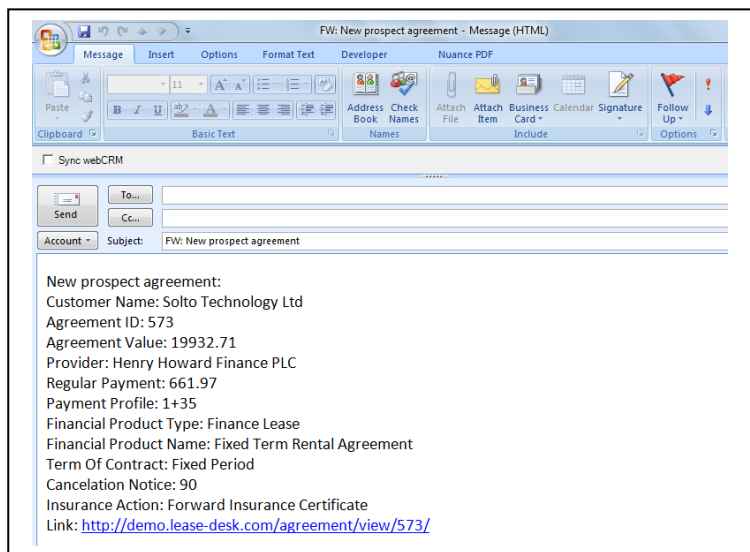 FW: New prospect agreement - Message (HTML)
Message Insert Options Format Text Developer Nuance PDF
Paste
11
B I U ab A
Address Book
Check Names
Attach File
Attach Item
Business Card
Calendar
Signature
Follow Up
Clipboard Basic Text Names Include Options
Sync webCRM
Send
To...
Cc...
Account Subject: FW: New prospect agreement
New prospect agreement:
Customer Name: Solto Technology Ltd
Agreement ID: 573
Agreement Value: 19932.71
Provider: Henry Howard Finance PLC
Regular Payment: 661.97
Payment Profile: 1+35
Financial Product Type: Finance Lease
Financial Product Name: Fixed Term Rental Agreement
Term Of Contract: Fixed Period
Cancelation Notice: 90
Insurance Action: Forward Insurance Certificate
Link: http://demo.lease-desk.com/agreement/view/573/